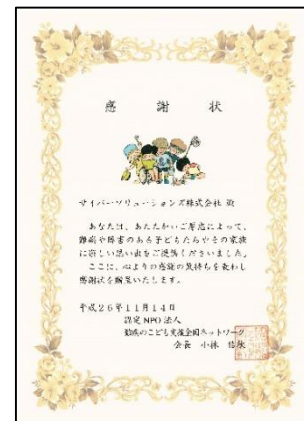 感謝状
サイバーソリューションズ株式会社 殿
あなたは、あたたかいご厚志によって、
難病や障害のある子どもたちやその家族
に楽しい思い出をご提供くださいました。
ここに、心よりの感謝の気持ちを表わし
感謝状を贈呈いたします。
平成26年11月14日
認定NPO法人
難病のこども支援全国ネットワーク
会長 小林 信秋